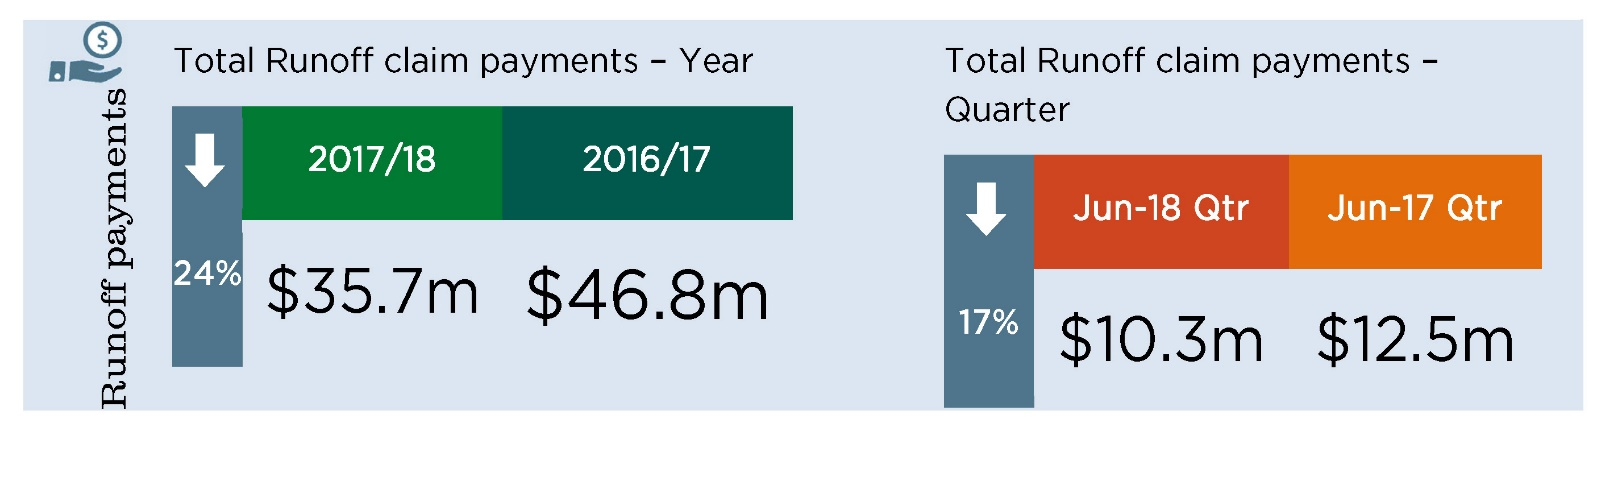 $
Runoff payments
Total Runoff claim payments – Year
2017/18 2016/17
24%
$35.7m $46.8m
Total Runoff claim payments –
Quarter
Jun-18 Qtr Jun-17 Qtr
17%
$10.3m $12.5m